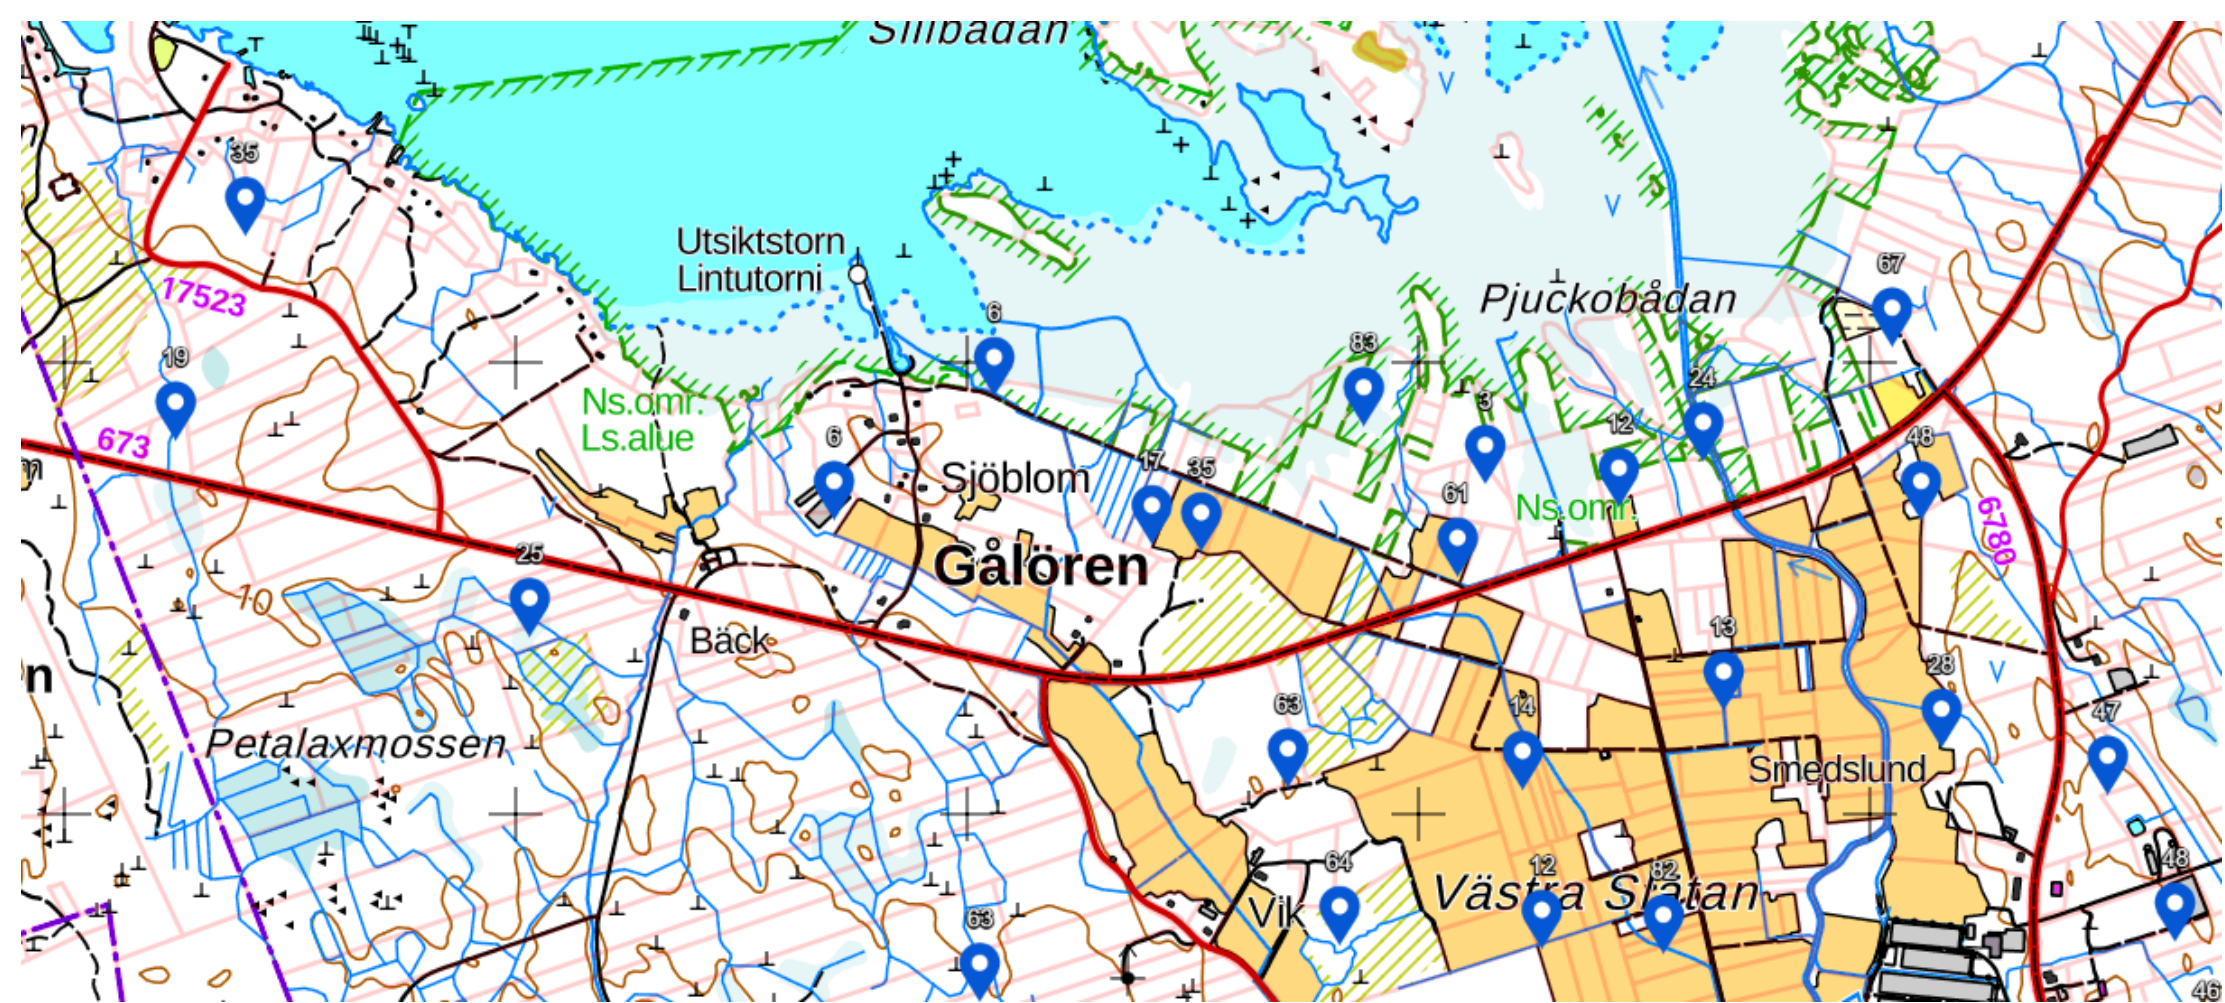 Sillbådan
35
Utsiktstorn
Lintutorni
67
17523
Pjuckobådan
6
83
19
24
Ns.omr.
Ls.alue
3
673
6
12
48
Sjöblom
17
35
61
Ns.omr.
6780
25
Gålören
10
13
Bäck
28
63
14
47
n
Petalaxmossen
Smedslund
64
12
82
48
Västra Slåtan
Vik
63
46